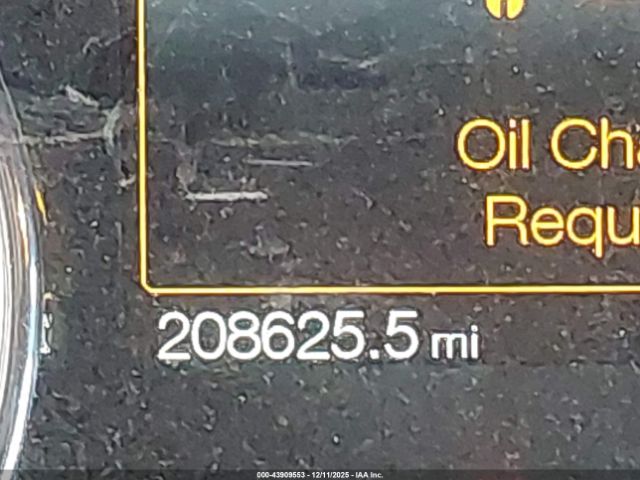 Oil Cha
Requ
208625.5 mi
000-43909553 - 12/11/2025 - IAA Inc.